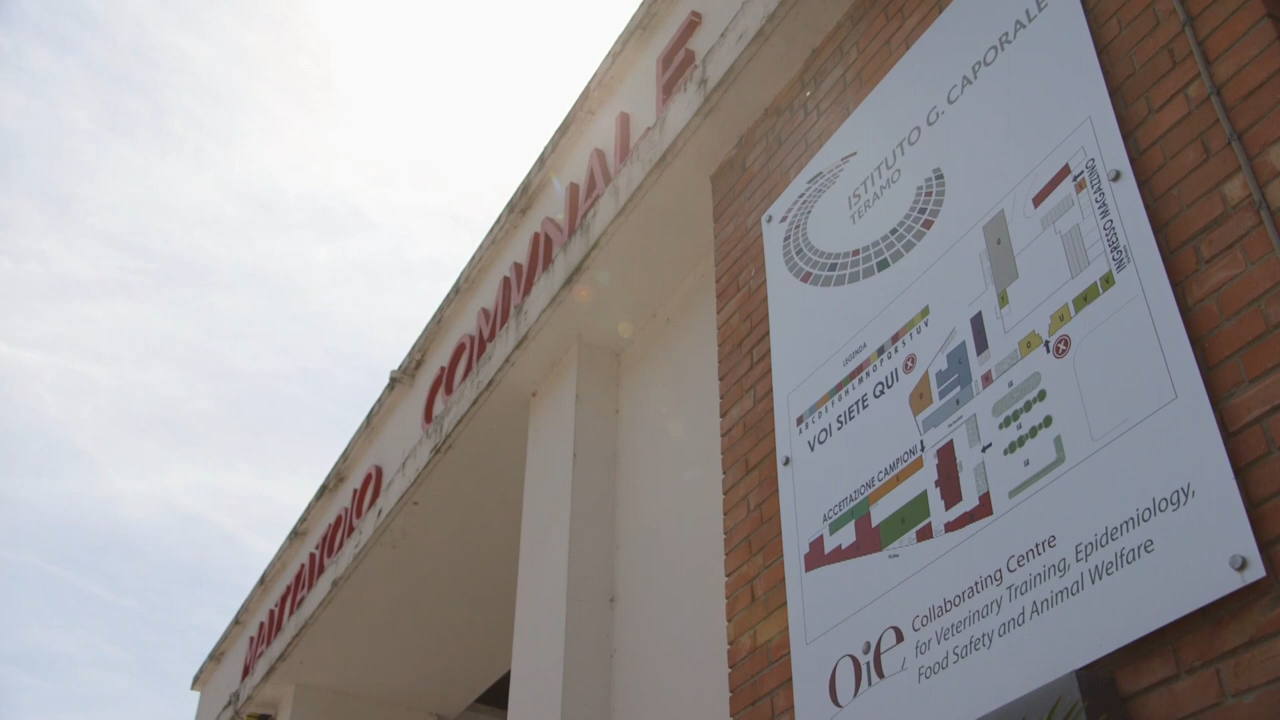 MATTATOIO COMVNALE
ISTITUTO G. CAPORALE
TERAMO
INGRESSO MAGAZZINO
LEGENDA
A B C D E F G H L M N O P Q R S T U V
VOI SIETE QUI
ACCETTAZIONE CAMPIONI
Oie
Collaborating Centre
for Veterinary Training, Epidemiology,
Food Safety and Animal Welfare